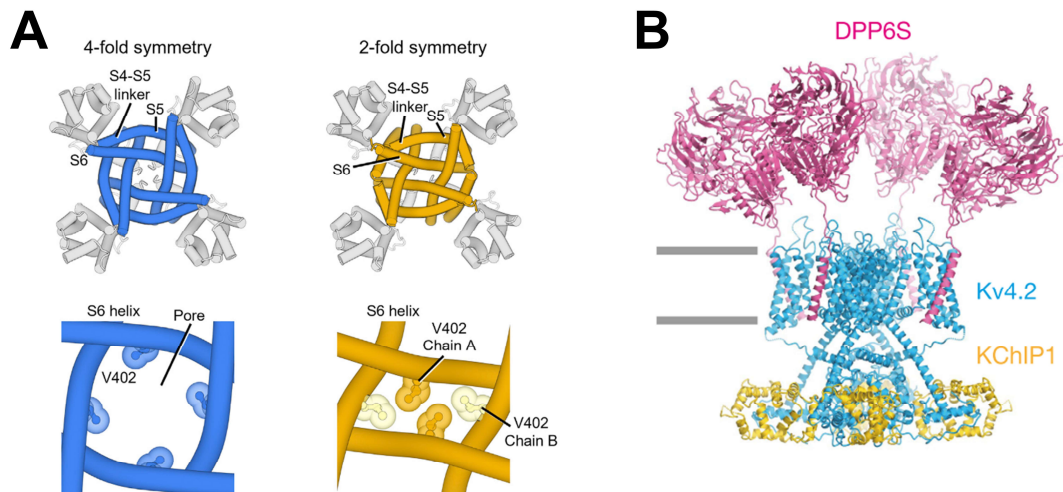 A
4-fold symmetry
S4-S5
linker
S5
S6
2-fold symmetry
S4-S5
linker
S5
S6
S6 helix
Pore
V402
S6 helix
V402
Chain A
V402
Chain B
B
DPP6S
Kv4.2
KChIP1